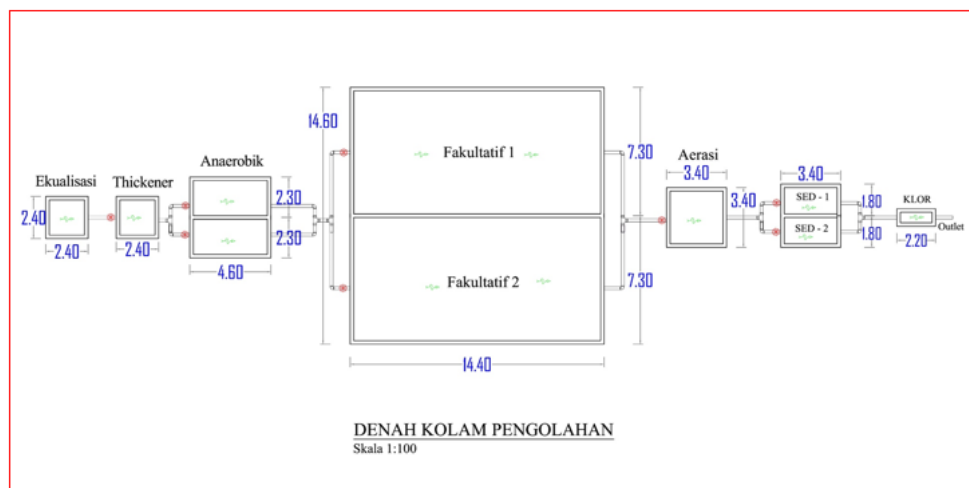 14.60
Fakultatif 1
7.30
Anaerobik
Aerasi
3.40
3.40
Ekualisasi
Thickener
2.30
3.40
SED - 1
1.80
KLOR
2.40
Outlet
2.30
SED - 2
1.80
2.40
2.40
2.20
4.60
Fakultatif 2
7.30
14.40
DENAH KOLAM PENGOLAHAN
Skala 1:100